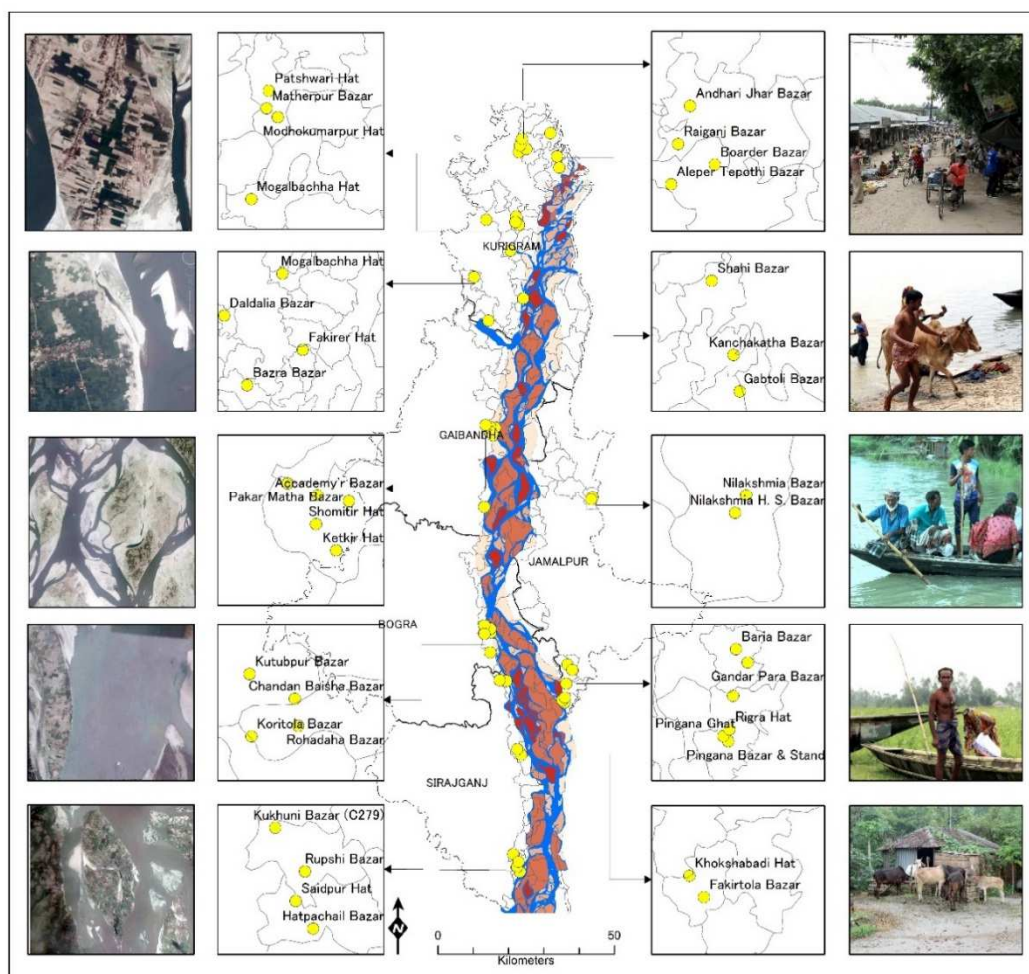 Patshwari Hat
Matherpur Bazar
Modhokumarpur Hat
Mogalbachha Hat
Mogalbachha Hat
Daldalia Bazar
Fakirer Hat
Bazra Bazar
Accademy'r Bazar
Pakar Matha Bazar
Shomitir Hat
Ketkir Hat
Kutubpur Bazar
Chandan Baisha Bazar
Koritola Bazar
Rohadaha Bazar
Kukhuni Bazar (C279)
Rupshi Bazar
Saidpur Hat
Hatpachail Bazar
KURIGRAM
GAIBANDHA
JAMALPUR
BOGRA
SIRAJGANJ
N
0
50
Kilometers
Andhari Jhar Bazar
Raiganj Bazar
Boarder Bazar
Aleper Tepothi Bazar
Shahi Bazar
Kanchakatha Bazar
Gabtoli Bazar
Nilakshmia Bazar
Nilakshmia H. S. Bazar
Baria Bazar
Gandar Para Bazar
Rigra Hat
Pingana Ghat
Pingana Bazar & Stand
Khokshabadi Hat
Fakirtola Bazar